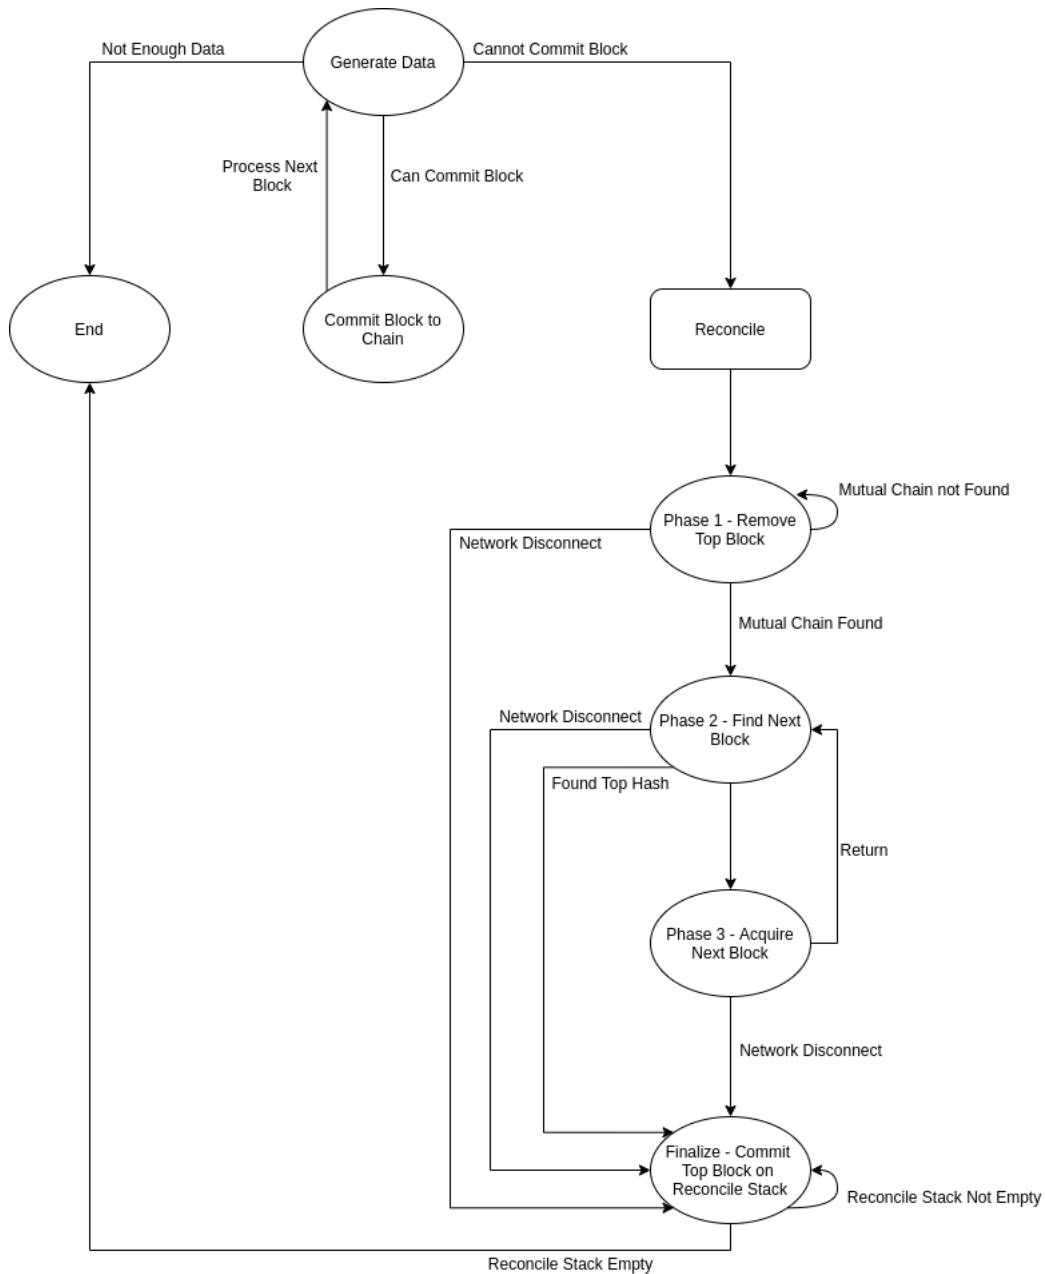 Not Enough Data
Generate Data
Cannot Commit Block
Process Next
Block
Can Commit Block
End
Commit Block to
Chain
Reconcile
Mutual Chain not Found
Phase 1 - Remove
Top Block
Network Disconnect
Mutual Chain Found
Network Disconnect
Phase 2 - Find Next
Block
Found Top Hash
Return
Phase 3 - Acquire
Next Block
Network Disconnect
Finalize - Commit
Top Block on
Reconcile Stack
Reconcile Stack Not Empty
Reconcile Stack Empty